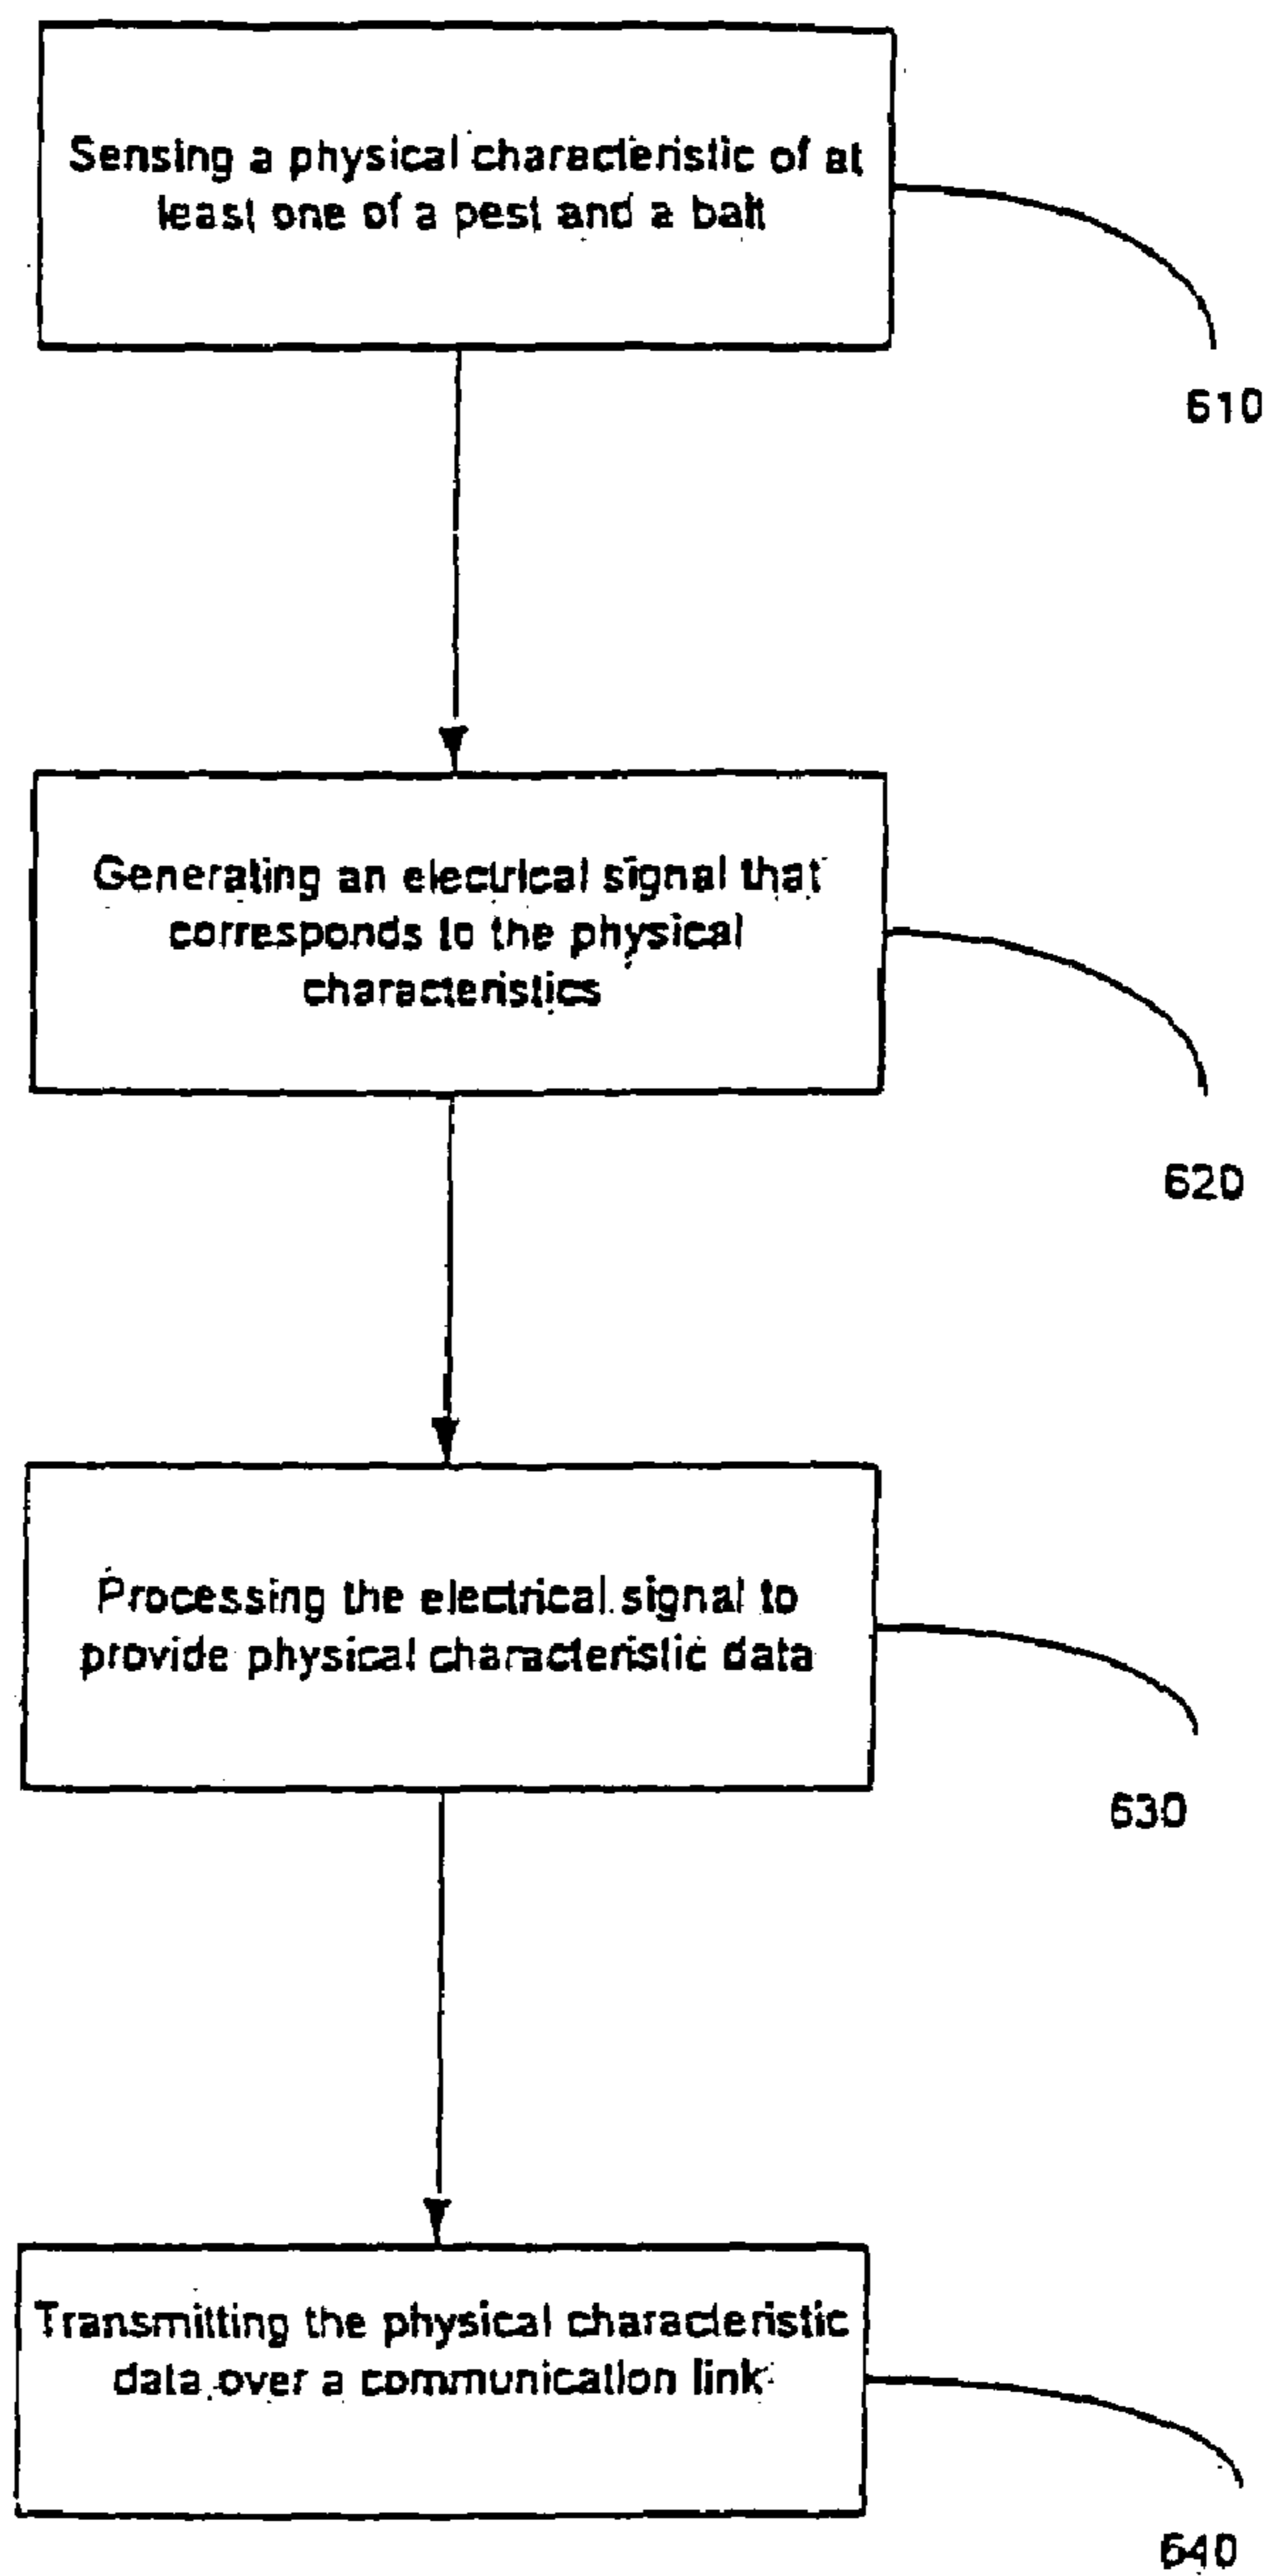 Sensing a physical characteristic of at
least one of a pest and a bait
610
Generating an electrical signal that
corresponds to the physical
characteristics
620
Processing the electrical signal to
provide physical characteristic data
630
Transmitting the physical characteristic
data over a communication link
640